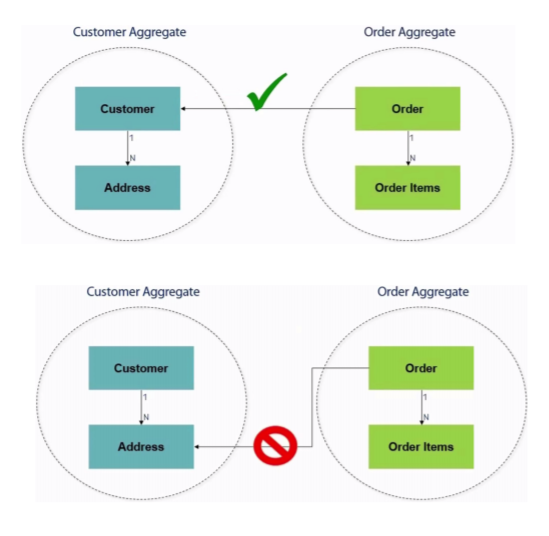 Customer Aggregate
Order Aggregate
Customer
Order
1
N
1
N
Address
Order Items
Customer Aggregate
Order Aggregate
Customer
Order
1
N
1
N
Address
Order Items